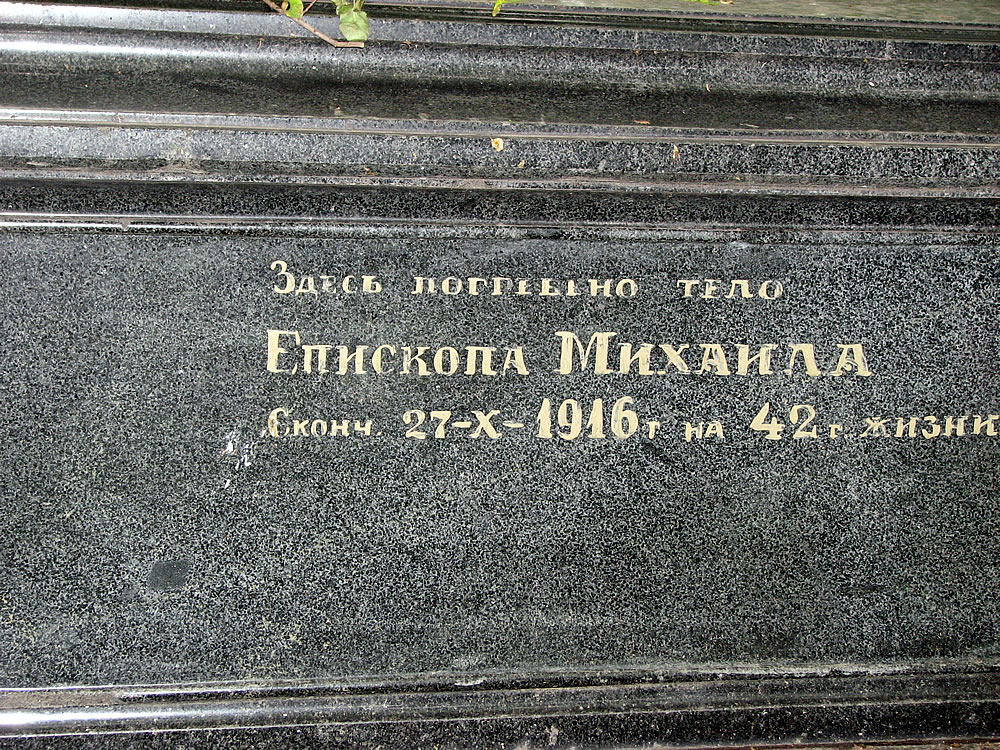 Здесь погребено тело
Епископа Михаила
Сконч. 27-X-1916 г на 42 г. жизни